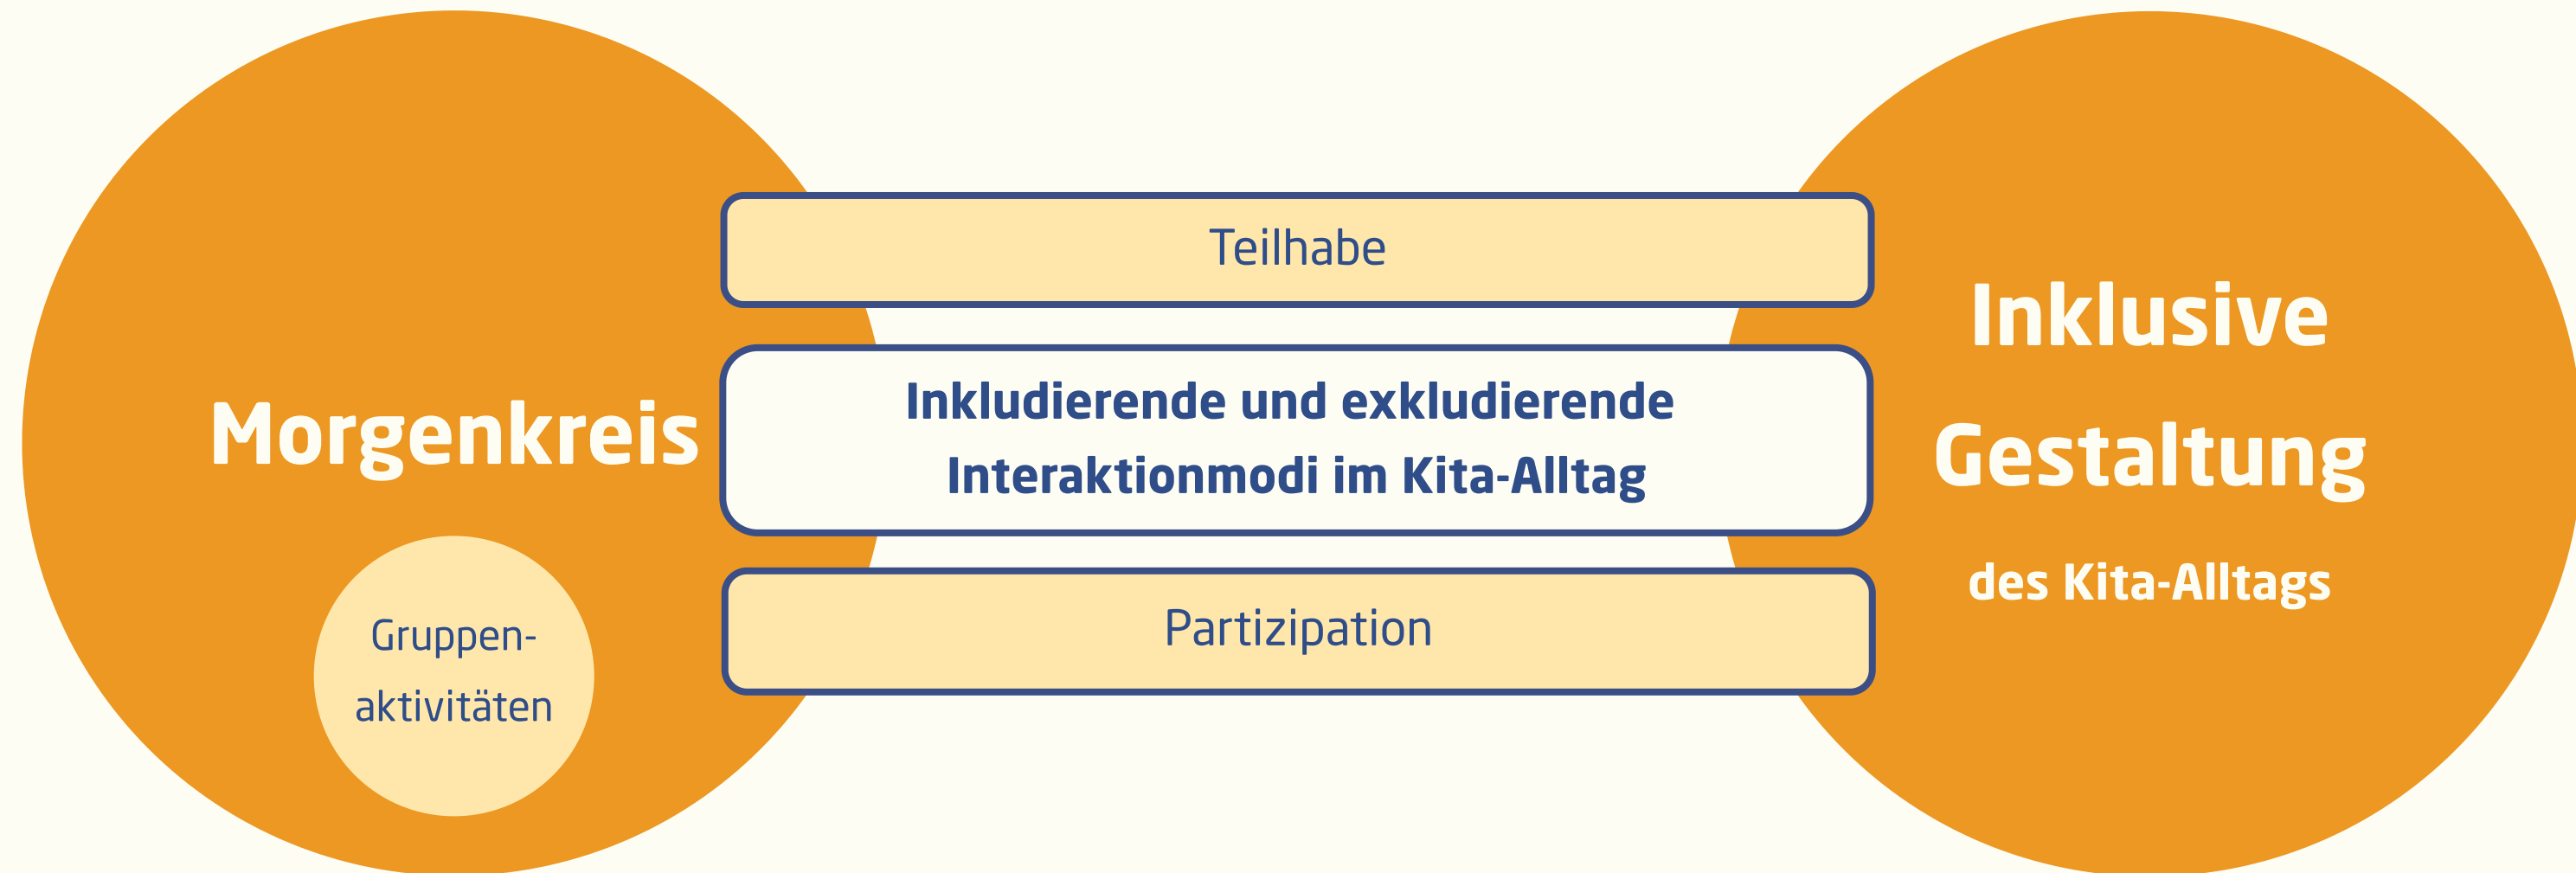 Morgenkreis
Gruppen-
aktivitäten
Teilhabe
Inkludierende und exkludierende
Interaktionmodi im Kita-Alltag
Partizipation
Inklusive
Gestaltung
des Kita-Alltags